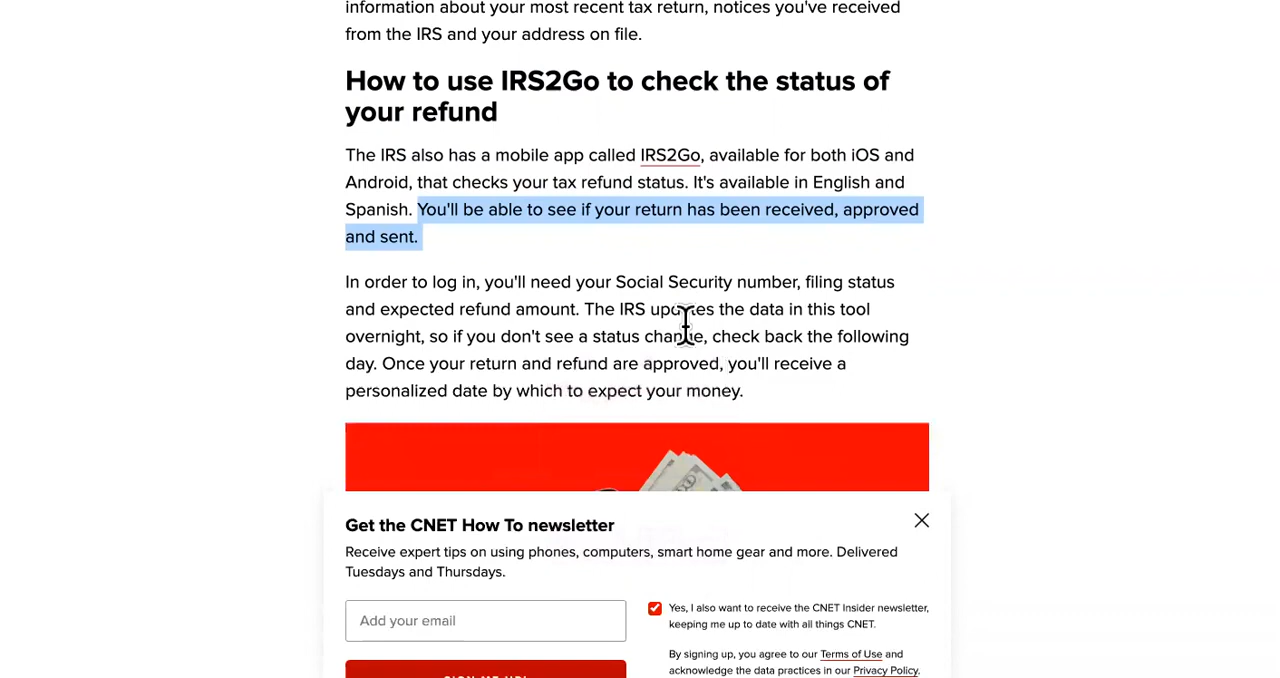 information about your most recent tax return, notices you've received
from the IRS and your address on file.
How to use IRS2Go to check the status of
your refund
The IRS also has a mobile app called IRS2Go, available for both iOS and
Android, that checks your tax refund status. It's available in English and
Spanish. You'll be able to see if your return has been received, approved
and sent.
In order to log in, you'll need your Social Security number, filing status
and expected refund amount. The IRS updates the data in this tool
overnight, so if you don't see a status change, check back the following
day. Once your return and refund are approved, you'll receive a
personalized date by which to expect your money.
Get the CNET How To newsletter
Receive expert tips on using phones, computers, smart home gear and more. Delivered
Tuesdays and Thursdays.
Add your email
Yes, I also want to receive the CNET Insider newsletter,
keeping me up to date with all things CNET.
By signing up, you agree to our Terms of Use and
acknowledge the data practices in our Privacy Policy.